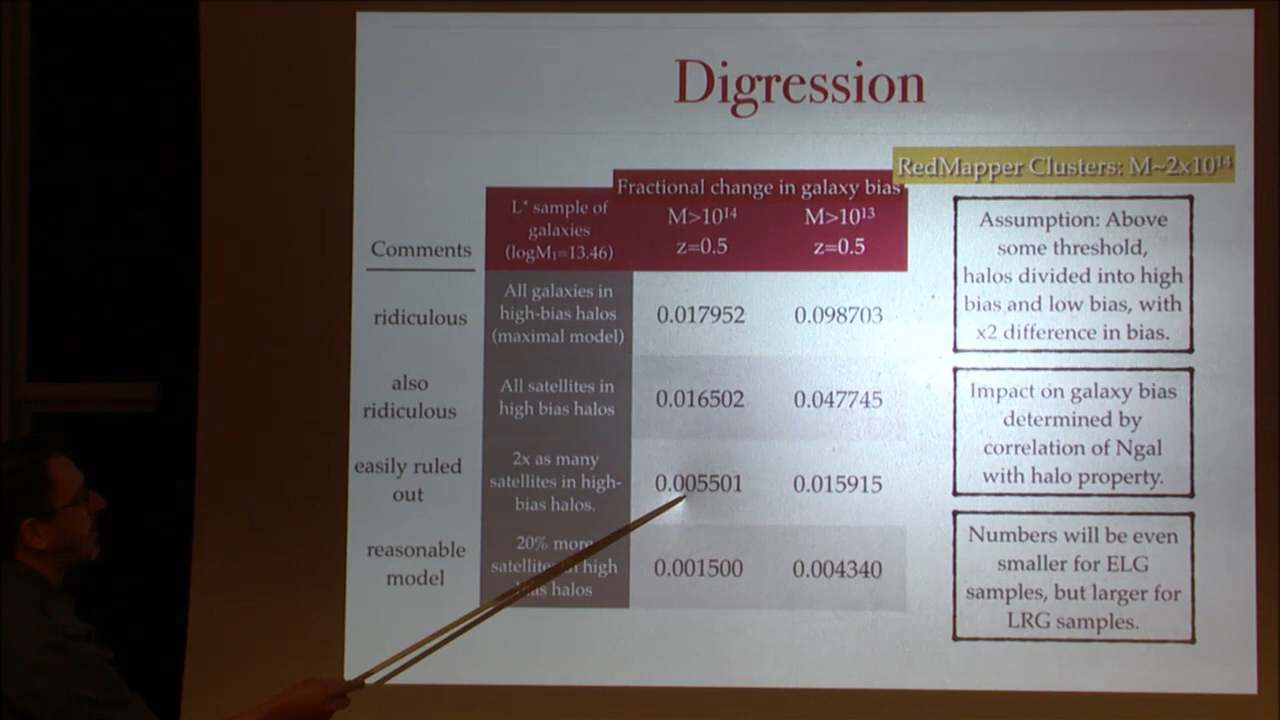 Digression
RedMapper Clusters: M~2x10¹⁴
Fractional change in galaxy bias
Comments
L* sample of
galaxies
(logM₁=13.46)
M>10¹⁴
z=0.5
M>10¹³
z=0.5
ridiculous
All galaxies in
high-bias halos
(maximal model)
0.017952
0.098703
also
ridiculous
All satellites in
high bias halos
0.016502
0.047745
easily ruled
out
2x as many
satellites in high-
bias halos.
0.005501
0.015915
reasonable
model
20% more
satellites in high
bias halos
0.001500
0.004340
Assumption: Above
some threshold,
halos divided into high
bias and low bias, with
x2 difference in bias.
Impact on galaxy bias
determined by
correlation of Ngal
with halo property.
Numbers will be even
smaller for ELG
samples, but larger for
LRG samples.